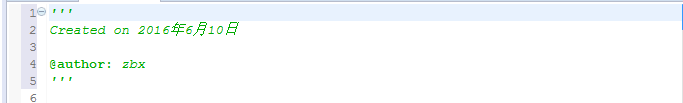 1 '''
2 Created on 2016年6月10日
3
4 @author: zbx
5 '''
6